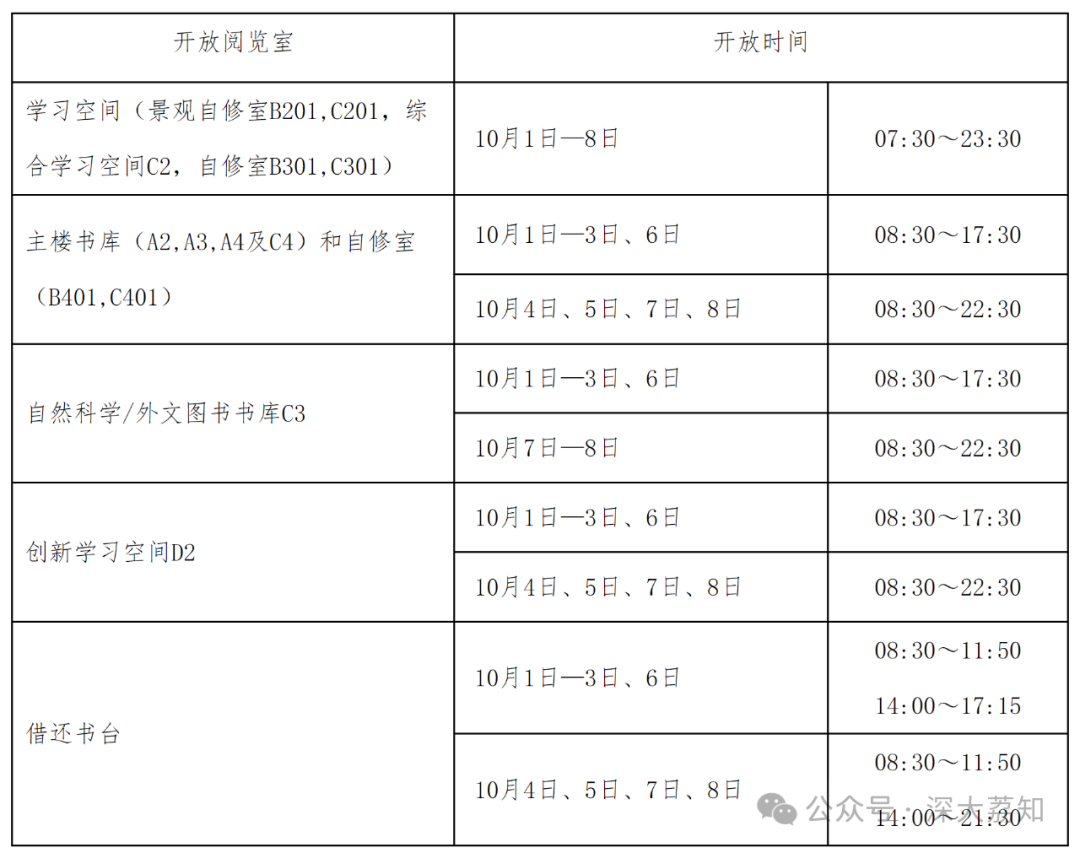 开放阅览室
开放时间
学习空间（景观自修室B201,C201，综
合学习空间C2，自修室B301,C301）
10月1日—8日
07:30～23:30
主楼书库（A2,A3,A4及C4）和自修室
（B401,C401）
10月1日—3日、6日
08:30～17:30
10月4日、5日、7日、8日
08:30～22:30
自然科学/外文图书书库C3
10月1日—3日、6日
08:30～17:30
10月7日—8日
08:30～22:30
创新学习空间D2
10月1日—3日、6日
08:30～17:30
10月4日、5日、7日、8日
08:30～22:30
借还书台
10月1日—3日、6日
08:30～11:50
14:00～17:15
10月4日、5日、7日、8日
08:30～11:50
14:00～21:30
公众号·深大荔知